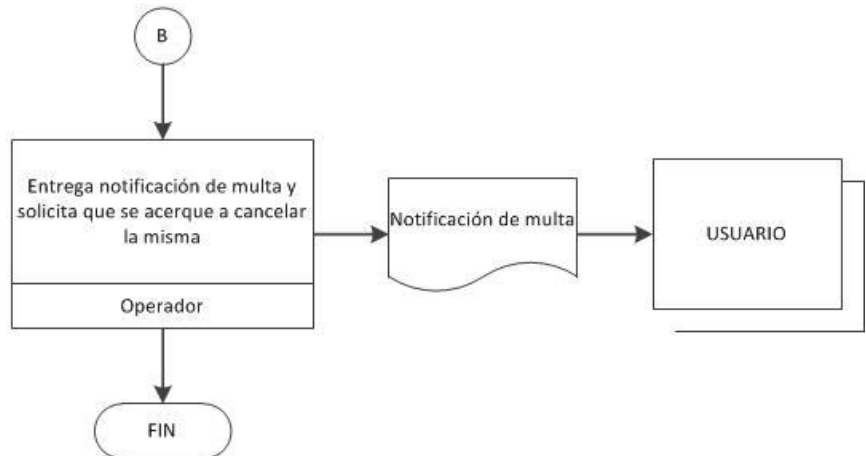 B
Entrega notificación de multa y
solicita que se acerque a cancelar
la misma
Operador
Notificación de multa
USUARIO
FIN